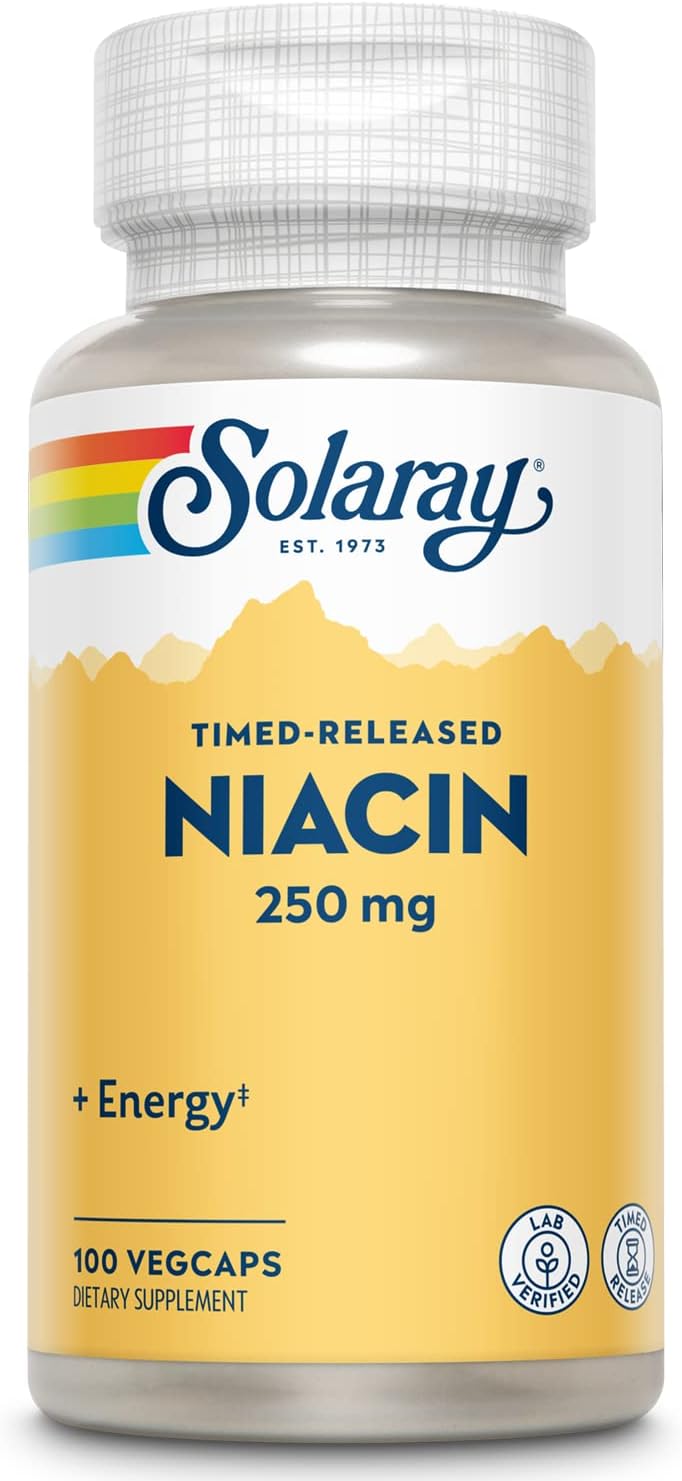 Solaray®
EST. 1973
TIMED-RELEASED
NIACIN
250 mg
+ Energy‡
100 VEGCAPS
DIETARY SUPPLEMENT
LAB VERIFIED
TIMED RELEASE